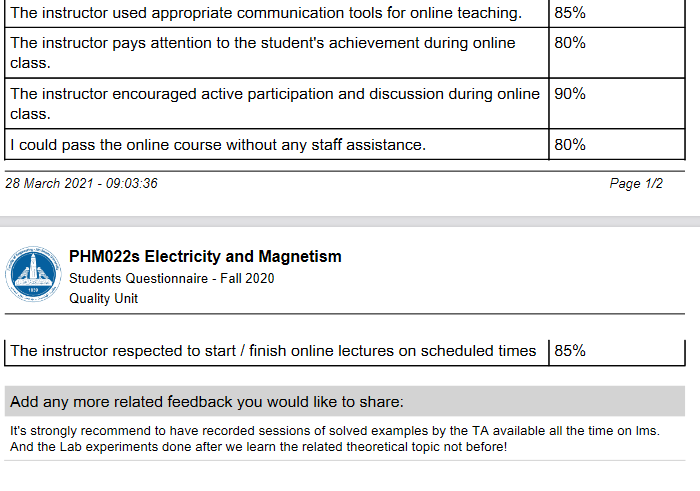 The instructor used appropriate communication tools for online teaching. 85%
The instructor pays attention to the student's achievement during online 80%
class.
The instructor encouraged active participation and discussion during online 90%
class.
I could pass the online course without any staff assistance. 80%
28 March 2021 - 09:03:36 Page 1/2
PHM022s Electricity and Magnetism
Students Questionnaire - Fall 2020
Quality Unit
The instructor respected to start / finish online lectures on scheduled times 85%
Add any more related feedback you would like to share:
It's strongly recommend to have recorded sessions of solved examples by the TA available all the time on lms.
And the Lab experiments done after we learn the related theoretical topic not before!